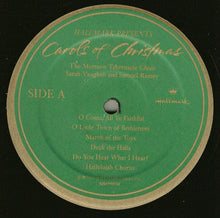 HALLMARK PRESENTS
Carols of Christmas
The Mormon Tabernacle Choir
Sarah Vaughan and Samuel Ramey
SIDE A
Hallmark
O Come, All Ye Faithful
O Little Town of Bethlehem
March of the Toys
Deck the Halls
Do You Hear What I Hear?
Hallelujah Chorus